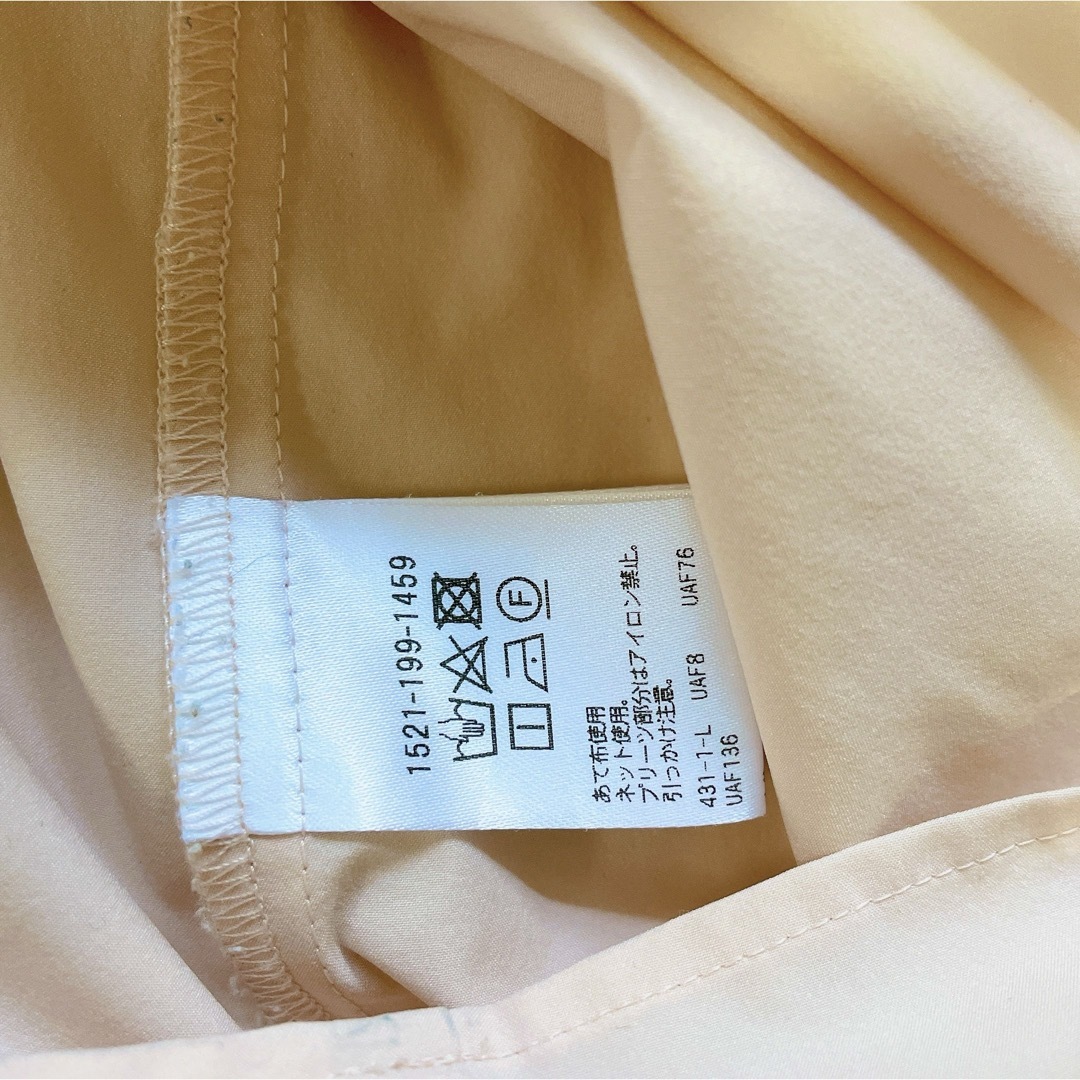 1521-199-1459
F
あて布使用
ネット使用。
プリーツ部分はアイロン禁止。
引っかけ注意。
431-1-L UAF8 UAF76
UAF136